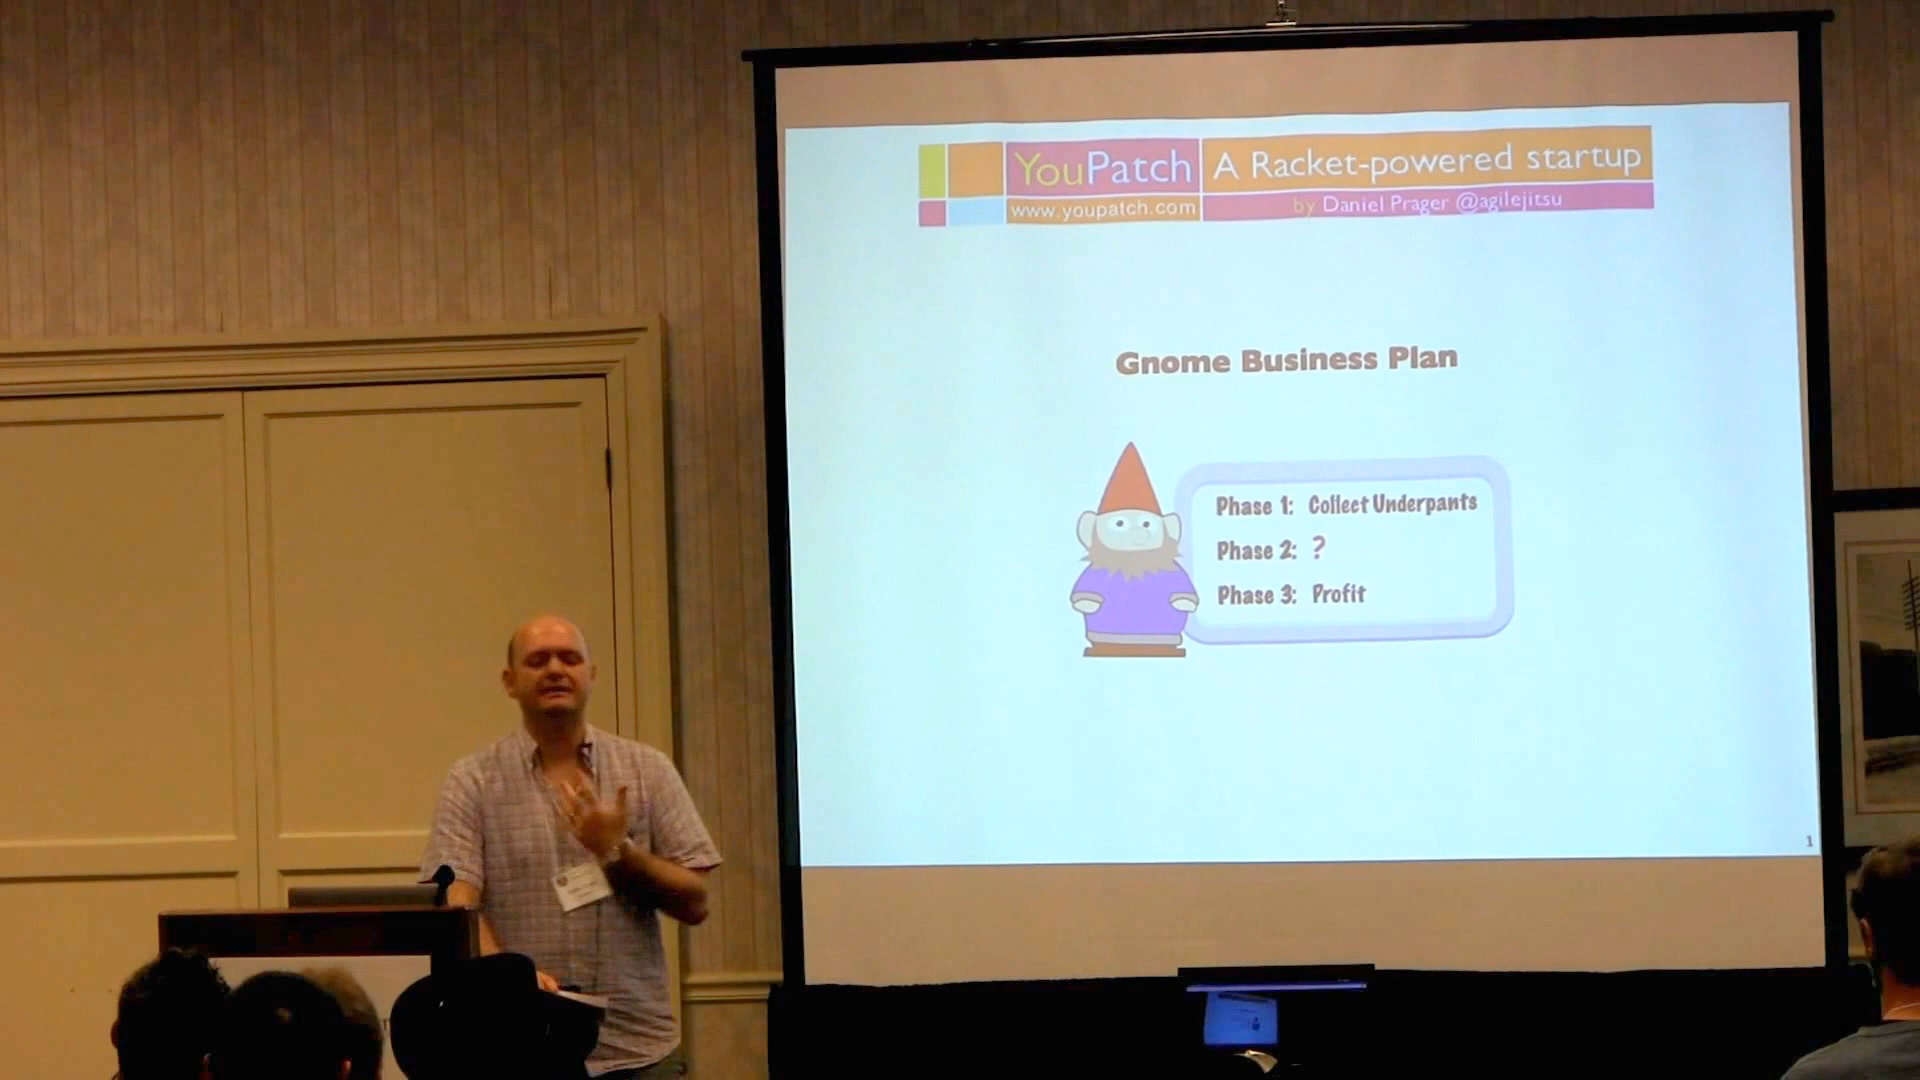 YouPatch
A Racket-powered startup
www.youpatch.com
by Daniel Prager @agilejitsu
Gnome Business Plan
Phase 1: Collect Underpants
Phase 2: ?
Phase 3: Profit
1